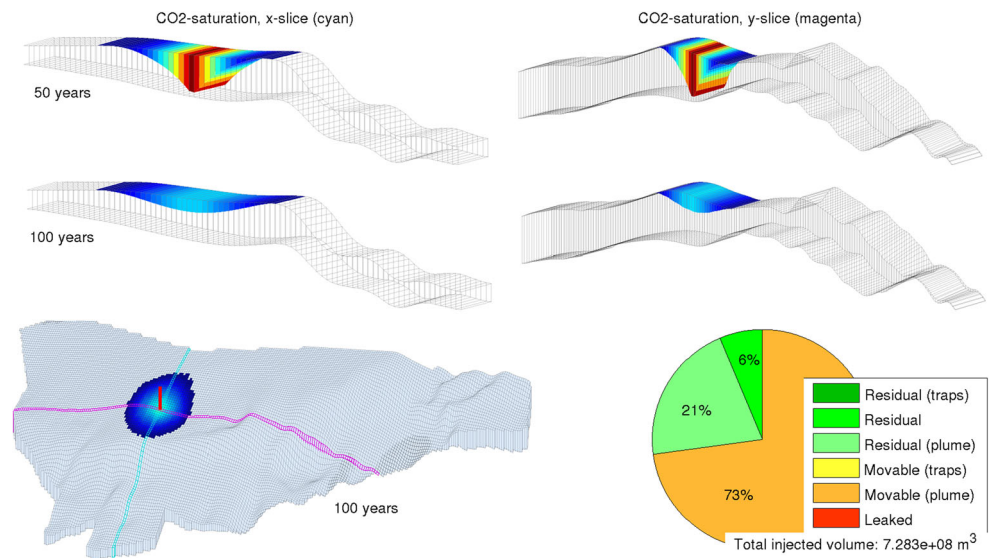 CO2-saturation, x-slice (cyan)
CO2-saturation, y-slice (magenta)
50 years
100 years
100 years
6%
21%
73%
Residual (traps)
Residual
Residual (plume)
Movable (traps)
Movable (plume)
Leaked
Total injected volume: 7.283e+08 m³